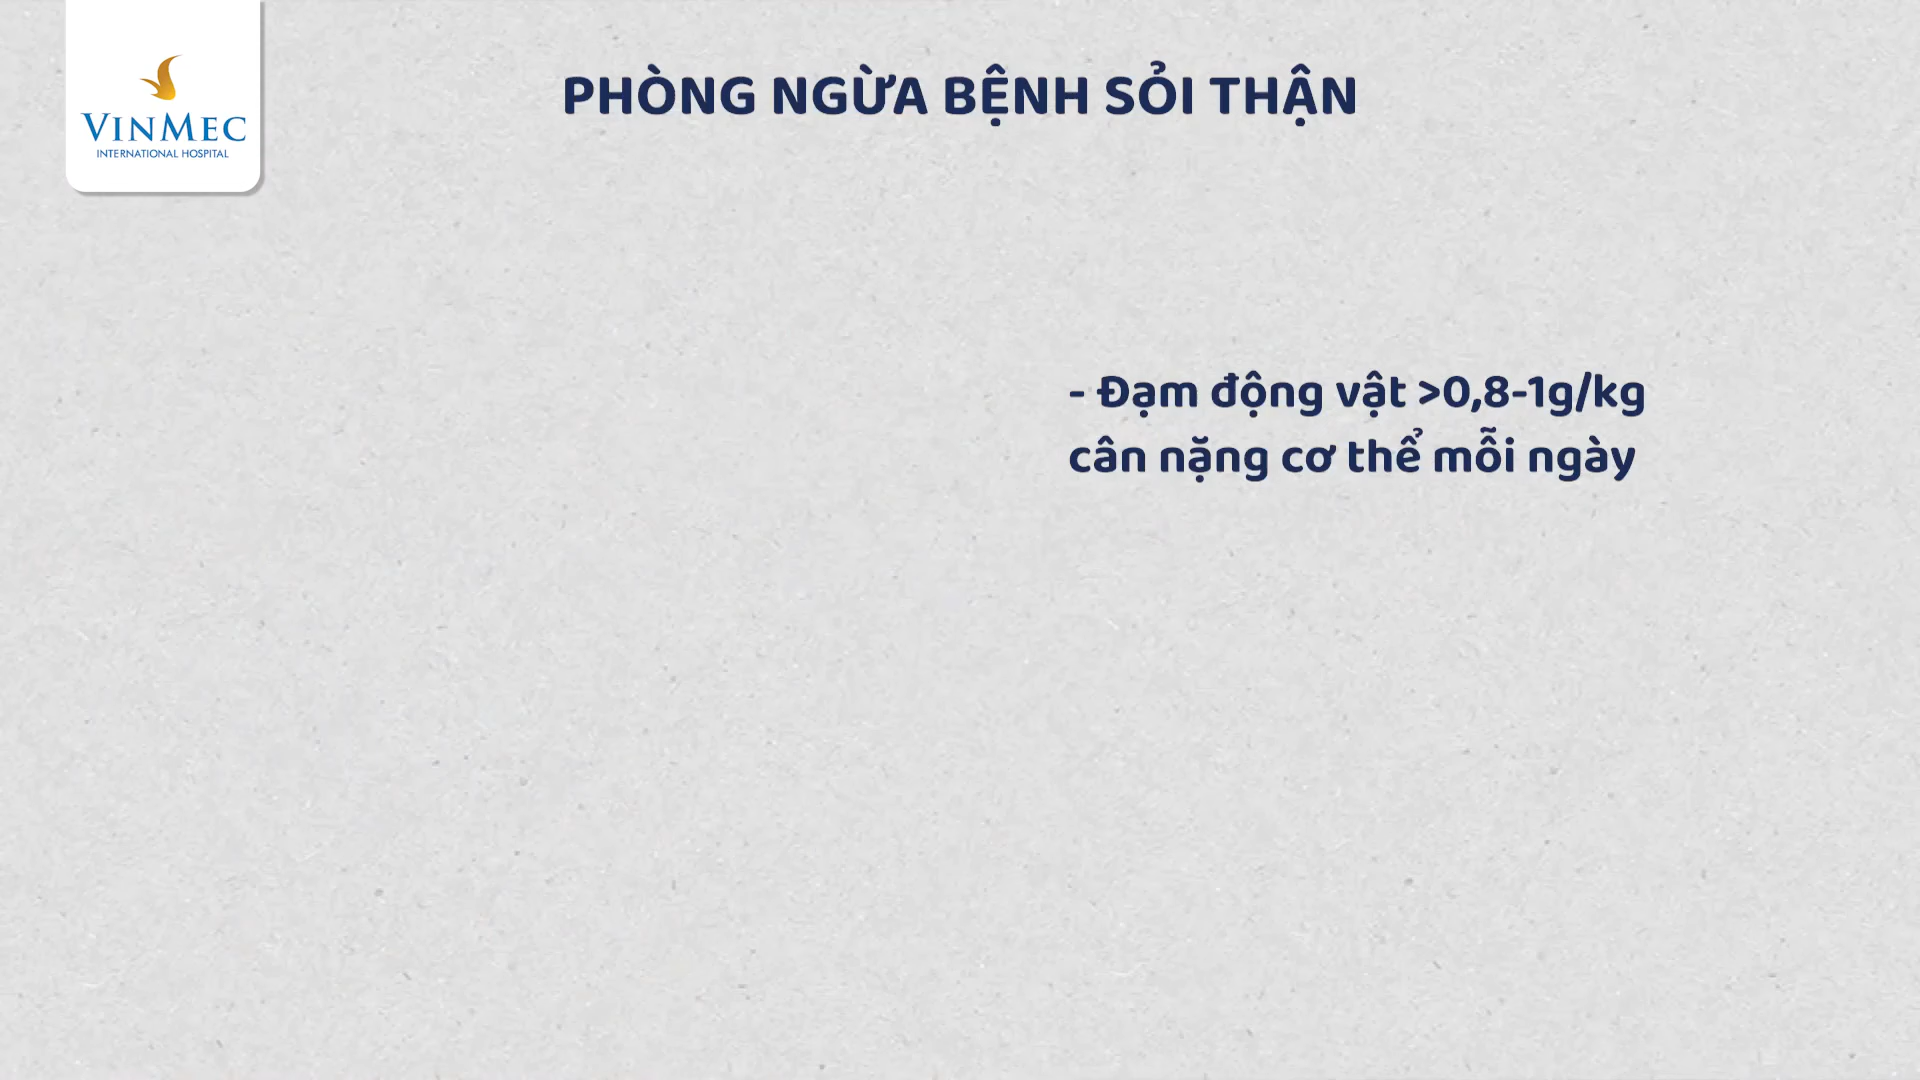 VINMEC
INTERNATIONAL HOSPITAL
PHÒNG NGỪA BỆNH SỎI THẬN
- Đạm động vật >0,8-1g/kg
cân nặng cơ thể mỗi ngày